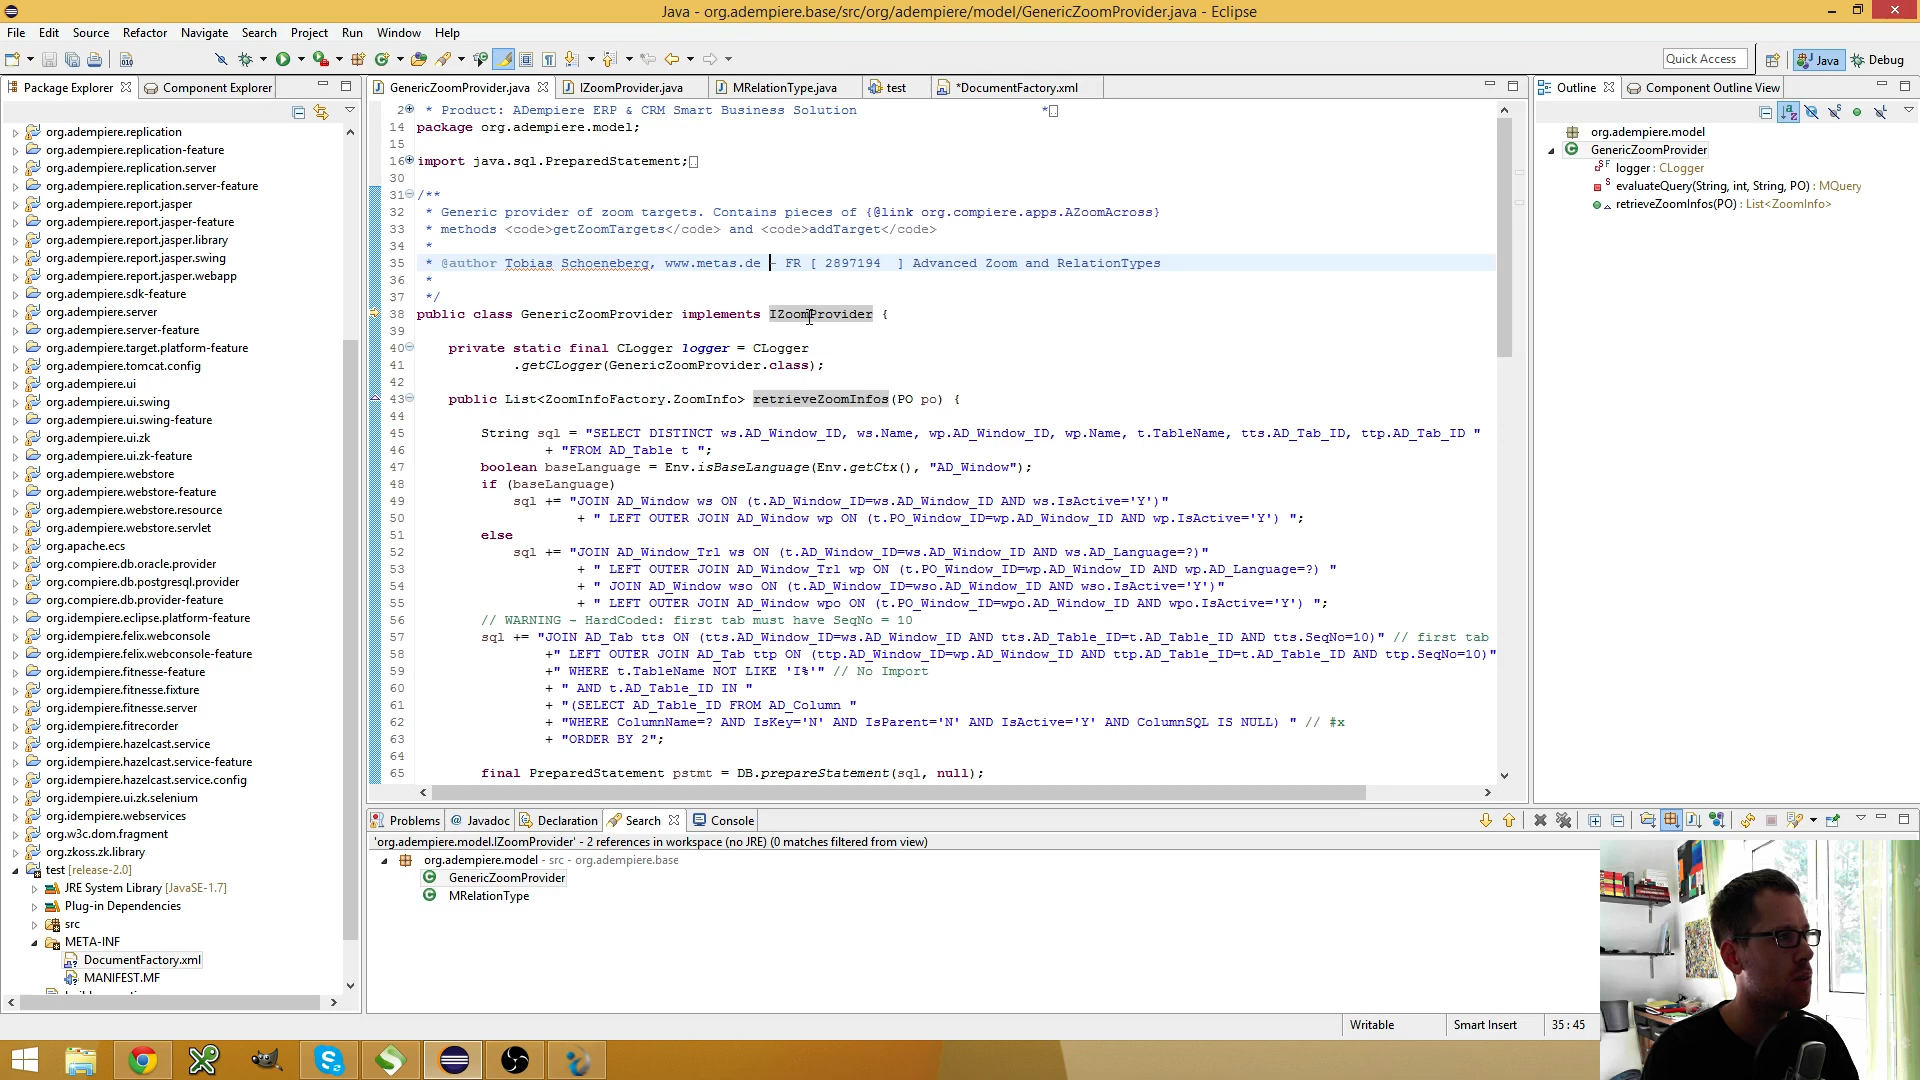 Java - org.adempiere.base/src/org/adempiere/model/GenericZoomProvider.java - Eclipse
File Edit Source Refactor Navigate Search Project Run Window Help
Quick Access Java Debug
Package Explorer Component Explorer
org.adempiere.replication
org.adempiere.replication-feature
org.adempiere.replication.server
org.adempiere.replication.server-feature
org.adempiere.report.jasper
org.adempiere.report.jasper-feature
org.adempiere.report.jasper.library
org.adempiere.report.jasper.swing
org.adempiere.report.jasper.webapp
org.adempiere.sdk-feature
org.adempiere.server
org.adempiere.server-feature
org.adempiere.target.platform-feature
org.adempiere.tomcat.config
org.adempiere.ui
org.adempiere.ui.swing
org.adempiere.ui.swing-feature
org.adempiere.ui.zk
org.adempiere.ui.zk-feature
org.adempiere.webstore
org.adempiere.webstore-feature
org.adempiere.webstore.resource
org.adempiere.webstore.servlet
org.apache.ecs
org.compiere.db.oracle.provider
org.compiere.db.postgresql.provider
org.compiere.db.provider-feature
org.idempiere.eclipse.platform-feature
org.idempiere.felix.webconsole
org.idempiere.felix.webconsole-feature
org.idempiere.fitnesse-feature
org.idempiere.fitnesse.fixture
org.idempiere.fitnesse.server
org.idempiere.fitrecorder
org.idempiere.hazelcast.service
org.idempiere.hazelcast.service-feature
org.idempiere.hazelcast.service.config
org.idempiere.ui.zk.selenium
org.idempiere.webservices
org.w3c.dom.fragment
org.zkoss.zk.library
test [release-2.0]
JRE System Library [JavaSE-1.7]
Plug-in Dependencies
src
META-INF
DocumentFactory.xml
MANIFEST.MF
GenericZoomProvider.java IZoomProvider.java MRelationType.java test *DocumentFactory.xml
2 * Product: ADempiere ERP & CRM Smart Business Solution *
14 package org.adempiere.model;
15
16 import java.sql.PreparedStatement;
30
31 /**
32 * Generic provider of zoom targets. Contains pieces of {@link org.compiere.apps.AZoomAcross}
33 * methods <code>getZoomTargets</code> and <code>addTarget</code>
34 *
35 * @author Tobias Schoeneberg, www.metas.de - FR [ 2897194 ] Advanced Zoom and RelationTypes
36 *
37 */
38 public class GenericZoomProvider implements IZoomProvider {
39
40 private static final CLogger logger = CLogger
41 .getCLogger(GenericZoomProvider.class);
42
43 public List<ZoomInfoFactory.ZoomInfo> retrieveZoomInfos(PO po) {
44
45 String sql = "SELECT DISTINCT ws.AD_Window_ID, ws.Name, wp.AD_Window_ID, wp.Name, t.TableName, tts.AD_Tab_ID, ttp.AD_Tab_ID "
46 + "FROM AD_Table t ";
47 boolean baseLanguage = Env.isBaseLanguage(Env.getCtx(), "AD_Window");
48 if (baseLanguage)
49 sql += "JOIN AD_Window ws ON (t.AD_Window_ID=ws.AD_Window_ID AND ws.IsActive='Y')"
50 + " LEFT OUTER JOIN AD_Window wp ON (t.PO_Window_ID=wp.AD_Window_ID AND wp.IsActive='Y') ";
51 else
52 sql += "JOIN AD_Window_Trl ws ON (t.AD_Window_ID=ws.AD_Window_ID AND ws.AD_Language=?)"
53 + " LEFT OUTER JOIN AD_Window_Trl wp ON (t.PO_Window_ID=wp.AD_Window_ID AND wp.AD_Language=?) "
54 + " JOIN AD_Window wso ON (t.AD_Window_ID=wso.AD_Window_ID AND wso.IsActive='Y')"
55 + " LEFT OUTER JOIN AD_Window wpo ON (t.PO_Window_ID=wpo.AD_Window_ID AND wpo.IsActive='Y') ";
56 // WARNING - HardCoded: first tab must have SeqNo = 10
57 sql += "JOIN AD_Tab tts ON (tts.AD_Window_ID=ws.AD_Window_ID AND tts.AD_Table_ID=t.AD_Table_ID AND tts.SeqNo=10)" // first tab
58 +" LEFT OUTER JOIN AD_Tab ttp ON (ttp.AD_Window_ID=wp.AD_Window_ID AND ttp.AD_Table_ID=t.AD_Table_ID AND ttp.SeqNo=10)"
59 +" WHERE t.TableName NOT LIKE 'I%'" // No Import
60 + " AND t.AD_Table_ID IN "
61 + "(SELECT AD_Table_ID FROM AD_Column "
62 + "WHERE ColumnName=? AND IsKey='N' AND IsParent='N' AND IsActive='Y' AND ColumnSQL IS NULL) " // #x
63 + "ORDER BY 2";
64
65 final PreparedStatement pstmt = DB.prepareStatement(sql, null);
Outline Component Outline View
org.adempiere.model
GenericZoomProvider
logger : CLogger
evaluateQuery(String, int, String, PO) : MQuery
retrieveZoomInfos(PO) : List<ZoomInfo>
Problems Javadoc Declaration Search Console
'org.adempiere.model.IZoomProvider' - 2 references in workspace (no JRE) (0 matches filtered from view)
org.adempiere.model - src - org.adempiere.base
GenericZoomProvider
MRelationType
Writable Smart Insert 35 : 45